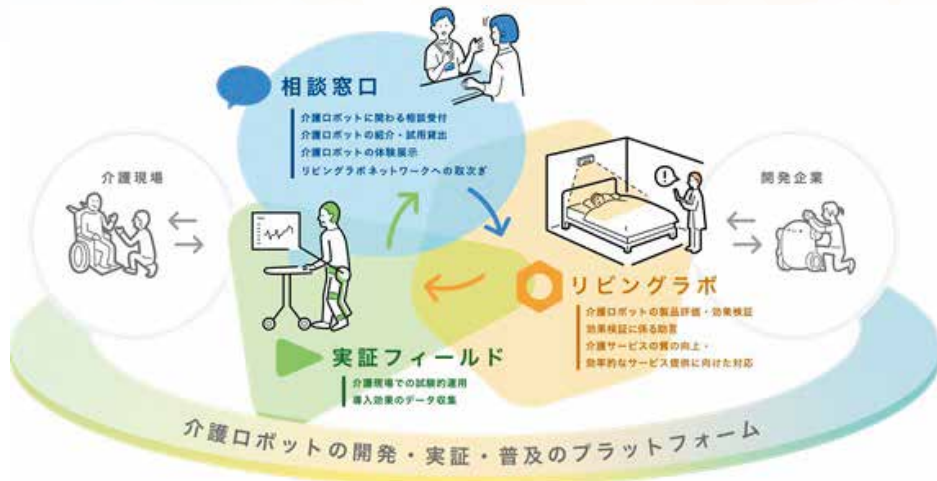 相談窓口
介護ロボットに関わる相談受付
介護ロボットの紹介・試用貸出
介護ロボットの体験展示
リビングラボネットワークへの取次ぎ
介護現場
開発企業
!
リビングラボ
介護ロボットの製品評価・効果検証
効果検証に係る助言
介護サービスの質の向上・
効率的なサービス提供に向けた対応
実証フィールド
介護現場での試験的運用
導入効果のデータ収集
介護ロボットの開発・実証・普及のプラットフォーム